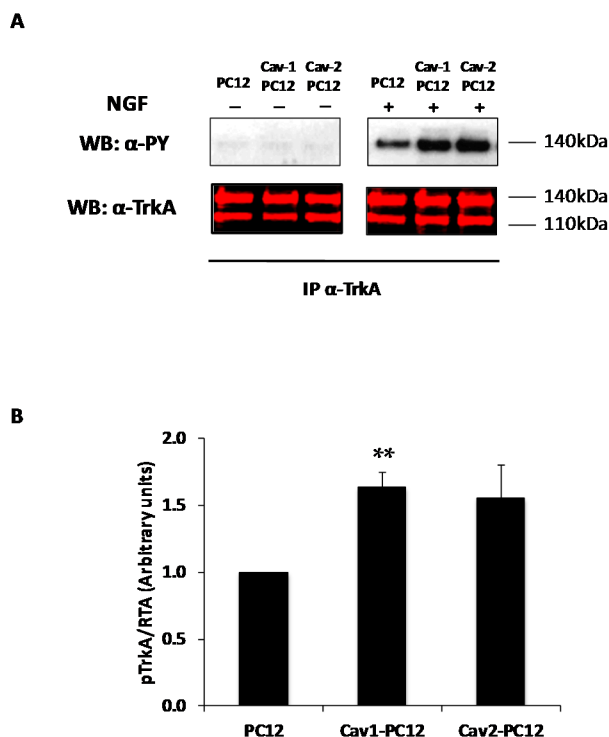 A
PC12 Cav-1 PC12 Cav-2 PC12 PC12 Cav-1 PC12 Cav-2 PC12
NGF – – – + + +
WB: α-PY 140kDa
WB: α-TrkA 140kDa
110kDa
IP α-TrkA
B
pTrkA/RTA (Arbitrary units)
2.0
**
1.5
1.0
0.5
0.0
PC12 Cav1-PC12 Cav2-PC12